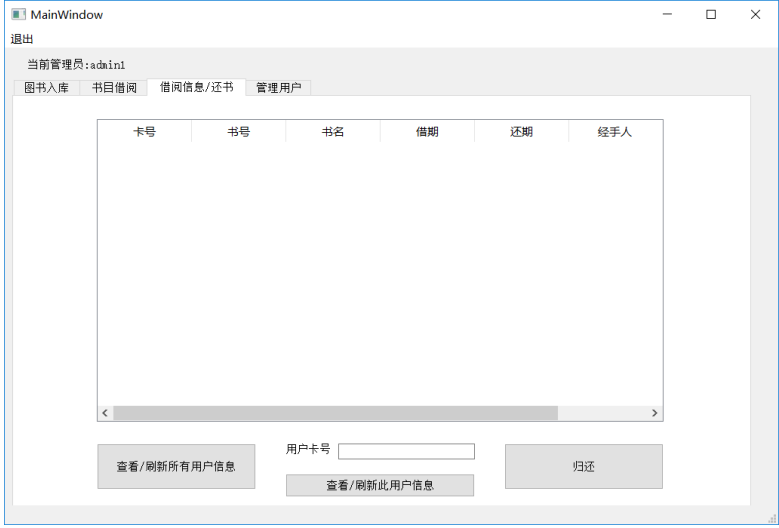 MainWindow
退出
当前管理员:admin1
图书入库 书目借阅 借阅信息/还书 管理用户
卡号 书号 书名 借期 还期 经手人
用户卡号
查看/刷新所有用户信息 归还
查看/刷新此用户信息